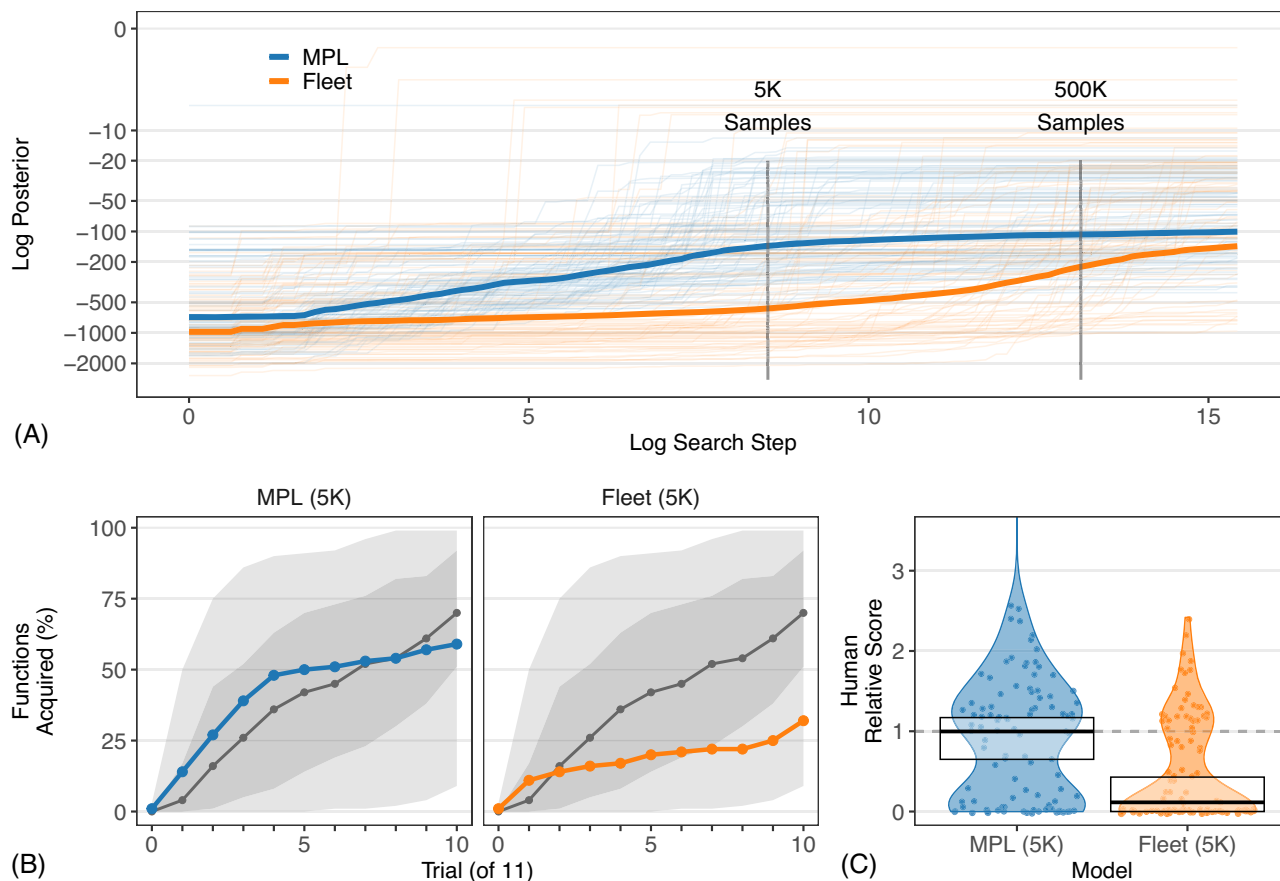 0
−10
−20
−50
−100
−200
−500
−1000
−2000
Log Posterior
MPL
Fleet
5K
Samples
500K
Samples
0 5 10 15
Log Search Step
(A)
MPL (5K) Fleet (5K)
100
75
50
25
0
Functions
Acquired (%)
0 5 10 0 5 10
Trial (of 11)
(B)
3
2
1
0
Human
Relative Score
MPL (5K) Fleet (5K)
Model
(C)